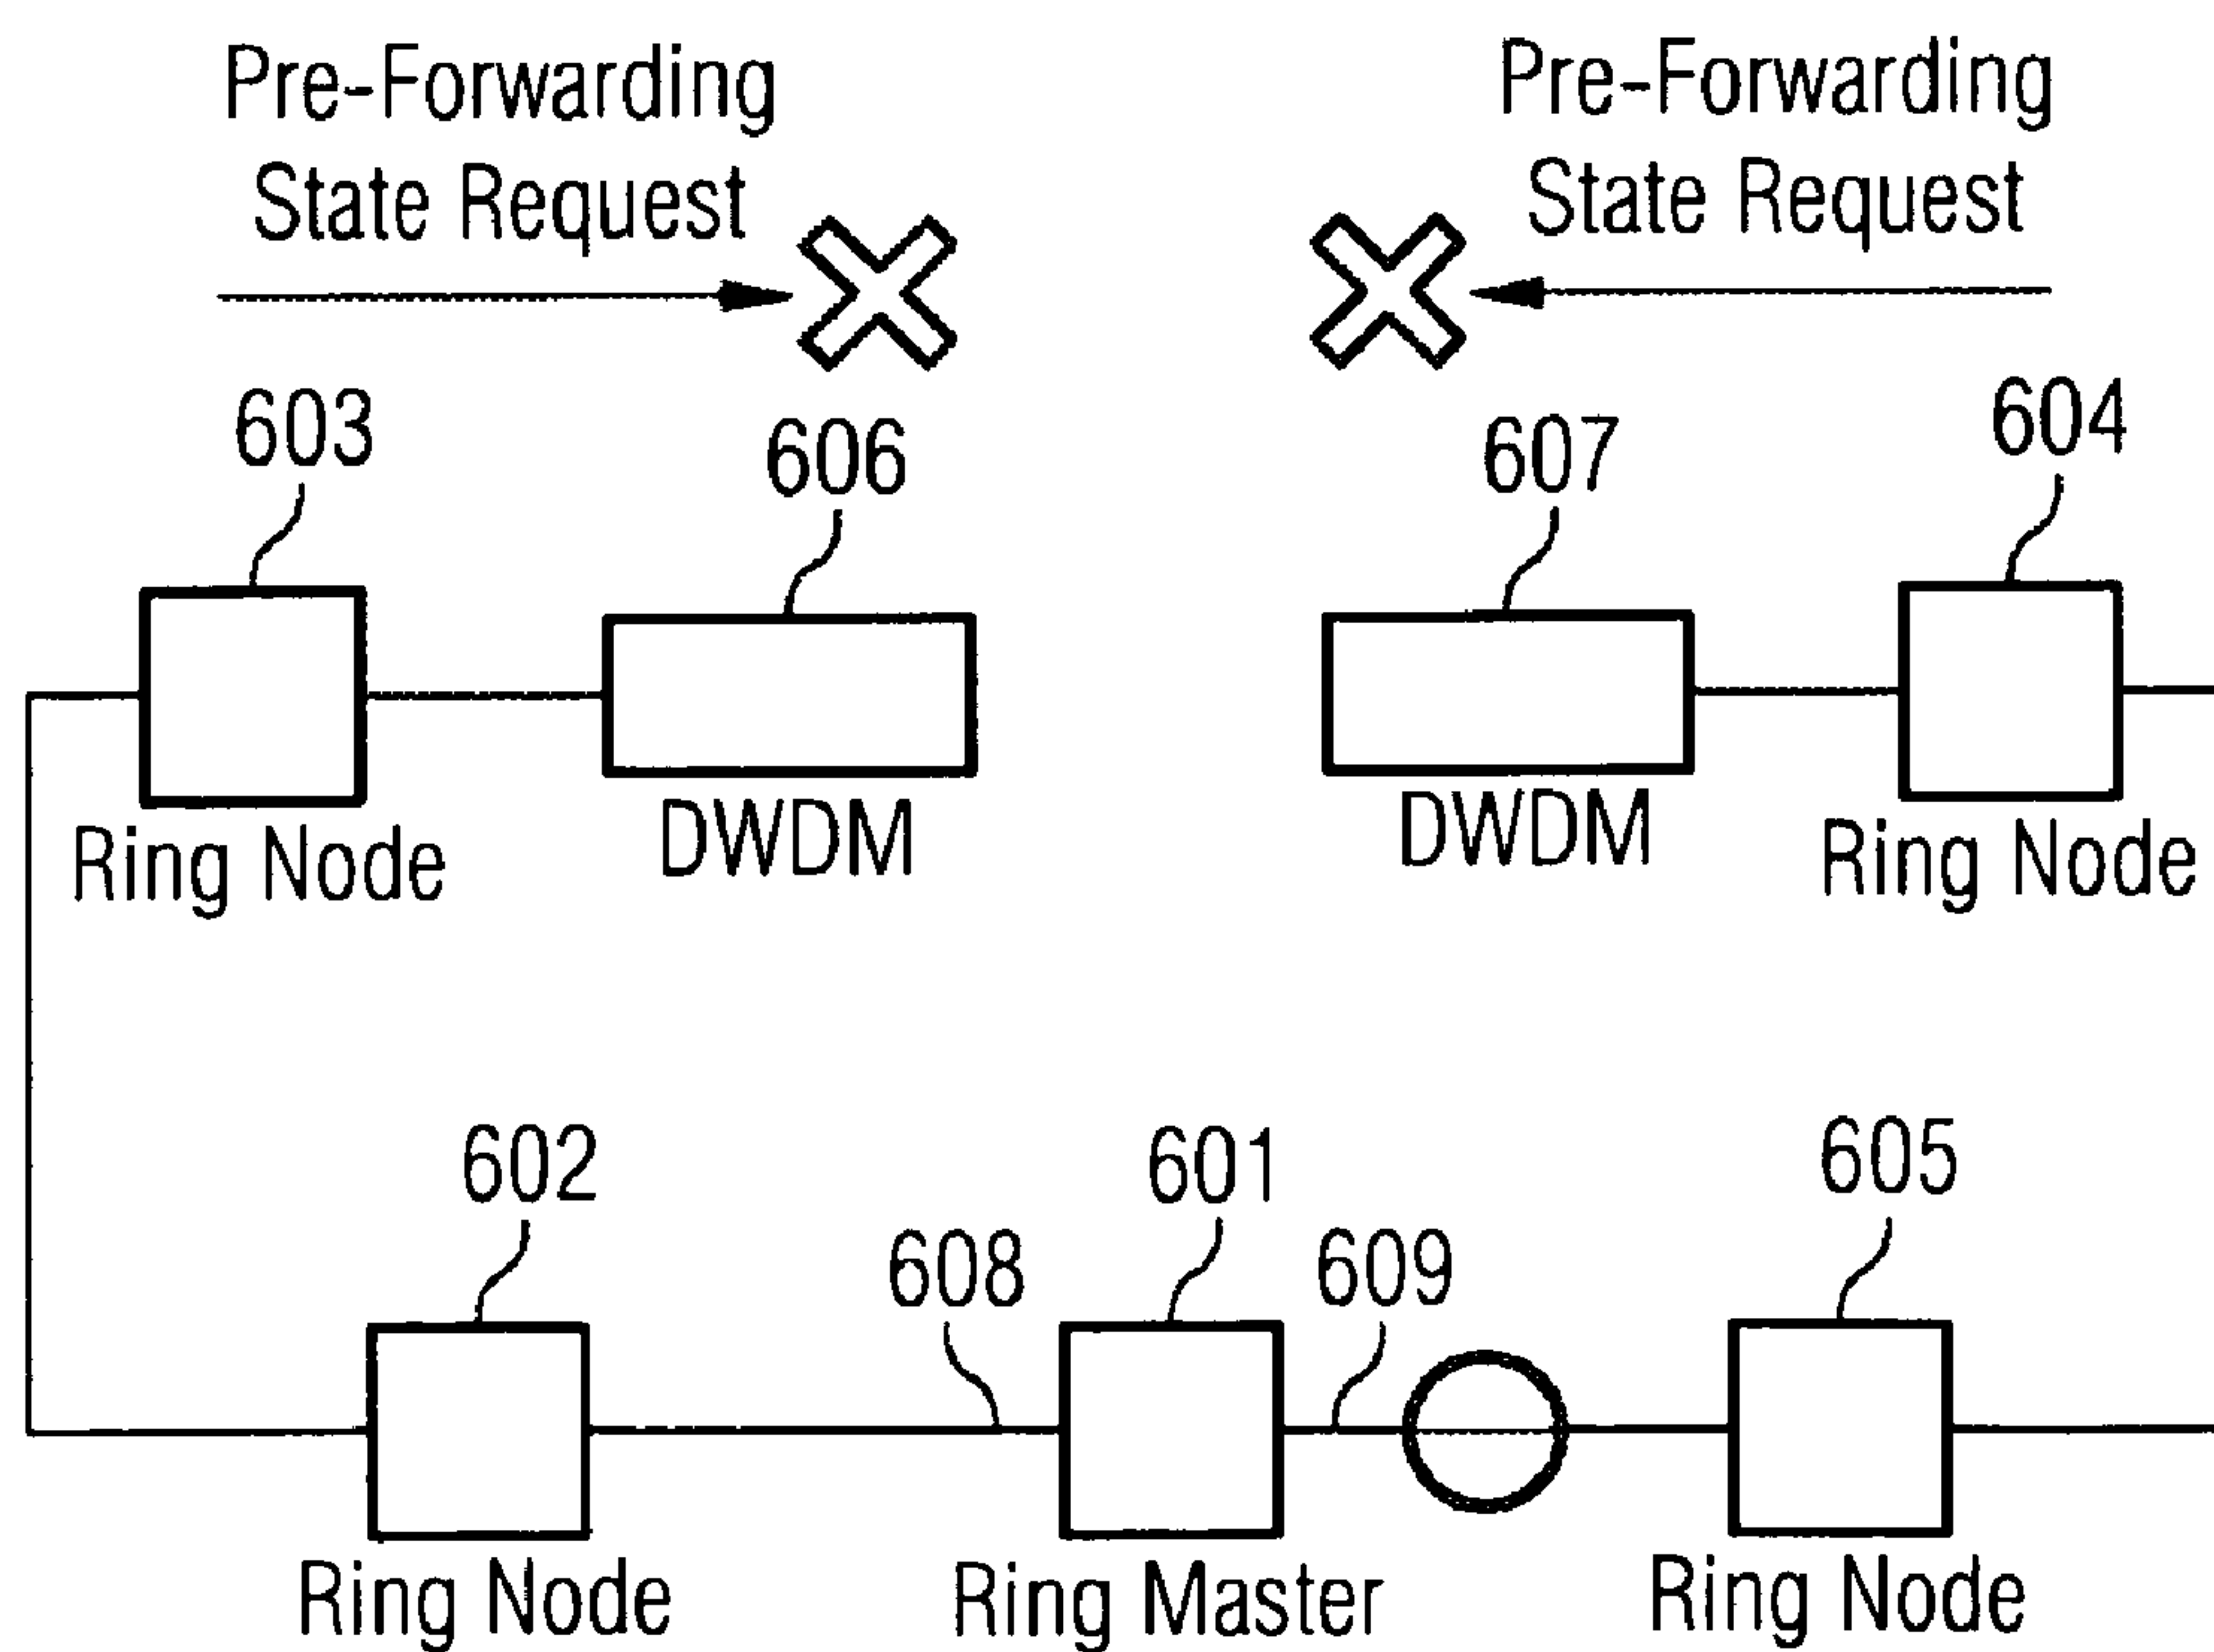 Pre-Forwarding
State Request
Pre-Forwarding
State Request
603
606
607
604
Ring Node
DWDM
DWDM
Ring Node
602
608
601
609
605
Ring Node
Ring Master
Ring Node